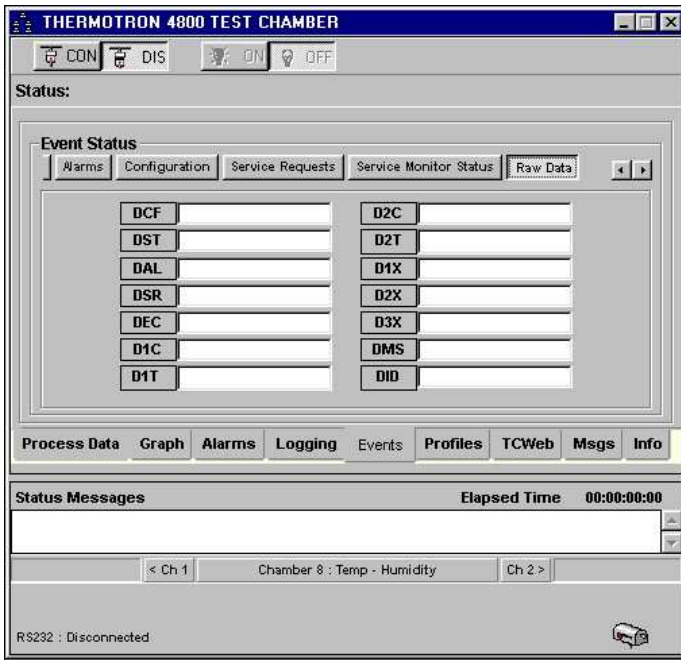 THERMOTRON 4800 TEST CHAMBER
CON DIS ON OFF
Status:
Event Status
Alarms Configuration Service Requests Service Monitor Status Raw Data
DCF D2C
DST D2T
DAL D1X
DSR D2X
DEC D3X
D1C DMS
D1T DID
Process Data Graph Alarms Logging Events Profiles TCWeb Msgs Info
Status Messages Elapsed Time 00:00:00:00
< Ch 1 Chamber 8 : Temp - Humidity Ch 2 >
RS232 : Disconnected